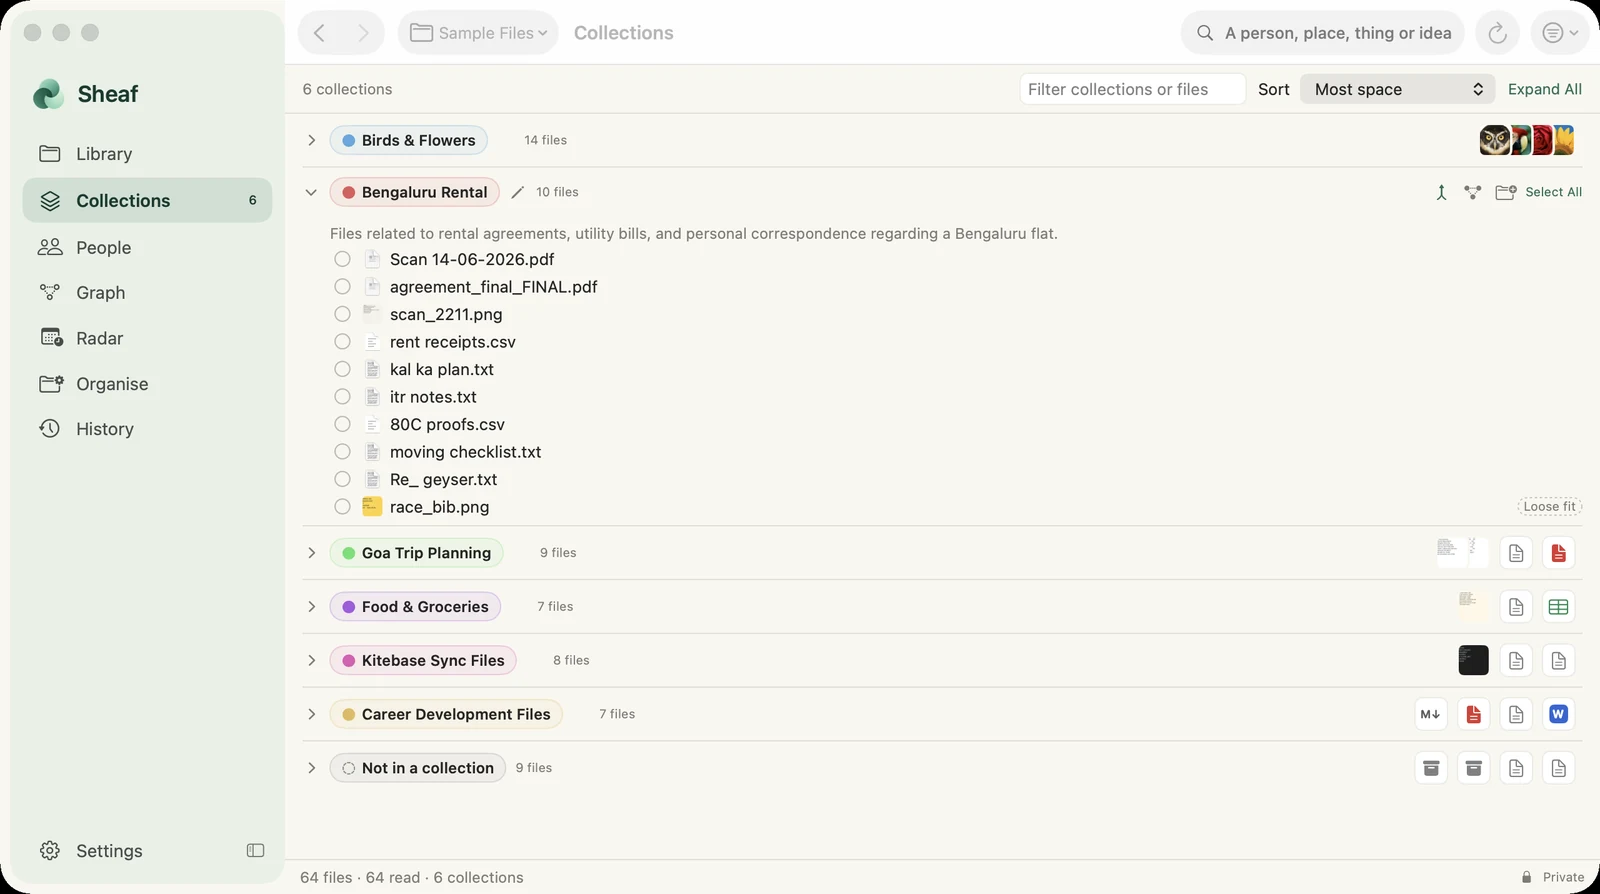 Sample Files
Collections
A person, place, thing or idea
Sheaf
Library
Collections 6
People
Graph
Radar
Organise
History
Settings
6 collections
Filter collections or files
Sort
Most space
Expand All
Birds & Flowers
14 files
Bengaluru Rental
10 files
Select All
Files related to rental agreements, utility bills, and personal correspondence regarding a Bengaluru flat.
Scan 14-06-2026.pdf
agreement_final_FINAL.pdf
scan_2211.png
rent receipts.csv
kal ka plan.txt
itr notes.txt
80C proofs.csv
moving checklist.txt
Re_ geyser.txt
race_bib.png
Loose fit
Goa Trip Planning
9 files
Food & Groceries
7 files
Kitebase Sync Files
8 files
Career Development Files
7 files
M↓
W
Not in a collection
9 files
64 files · 64 read · 6 collections
Private